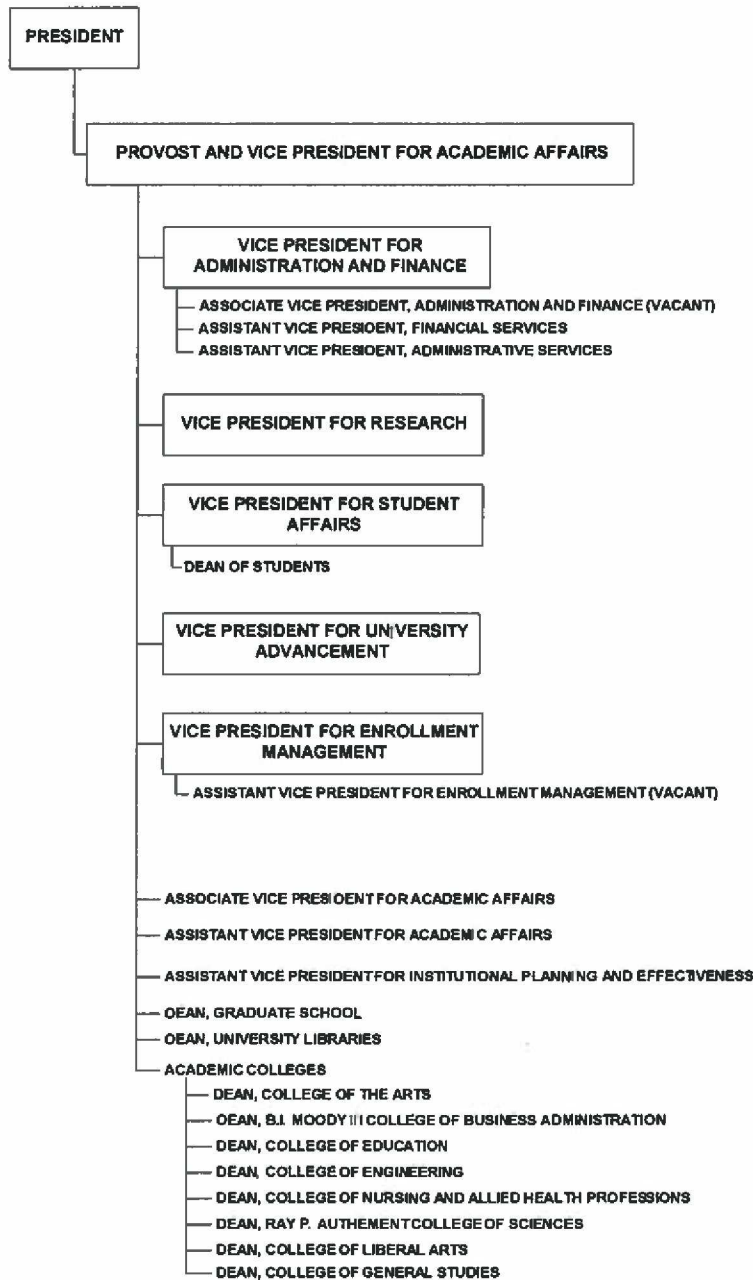 PRESIDENT
PROVOST AND VICE PRESIDENT FOR ACADEMIC AFFAIRS
VICE PRESIDENT FOR
ADMINISTRATION AND FINANCE
ASSOCIATE VICE PRESIDENT, ADMINISTRATION AND FINANCE (VACANT)
ASSISTANT VICE PRESIDENT, FINANCIAL SERVICES
ASSISTANT VICE PRESIDENT, ADMINISTRATIVE SERVICES
VICE PRESIDENT FOR RESEARCH
VICE PRESIDENT FOR STUDENT
AFFAIRS
DEAN OF STUDENTS
VICE PRESIDENT FOR UNIVERSITY
ADVANCEMENT
VICE PRESIDENT FOR ENROLLMENT
MANAGEMENT
ASSISTANT VICE PRESIDENT FOR ENROLLMENT MANAGEMENT (VACANT)
ASSOCIATE VICE PRESIOENT FOR ACADEMIC AFFAIRS
ASSISTANT VICE PRESIDENT FOR ACADEMIC AFFAIRS
ASSISTANT VICE PRESIDENT FOR INSTITUTIONAL PLANNING AND EFFECTIVENESS
OEAN, GRADUATE SCHOOL
OEAN, UNIVERSITY LIBRARIES
ACADEMIC COLLEGES
DEAN, COLLEGE OF THE ARTS
OEAN, B.I. MOODY III COLLEGE OF BUSINESS ADMINISTRATION
DEAN, COLLEGE OF EDUCATION
DEAN, COLLEGE OF ENGINEERING
DEAN, COLLEGE OF NURSING AND ALLIED HEALTH PROFESSIONS
DEAN, RAY P. AUTHEMENT COLLEGE OF SCIENCES
DEAN, COLLEGE OF LIBERAL ARTS
DEAN, COLLEGE OF GENERAL STUDIES